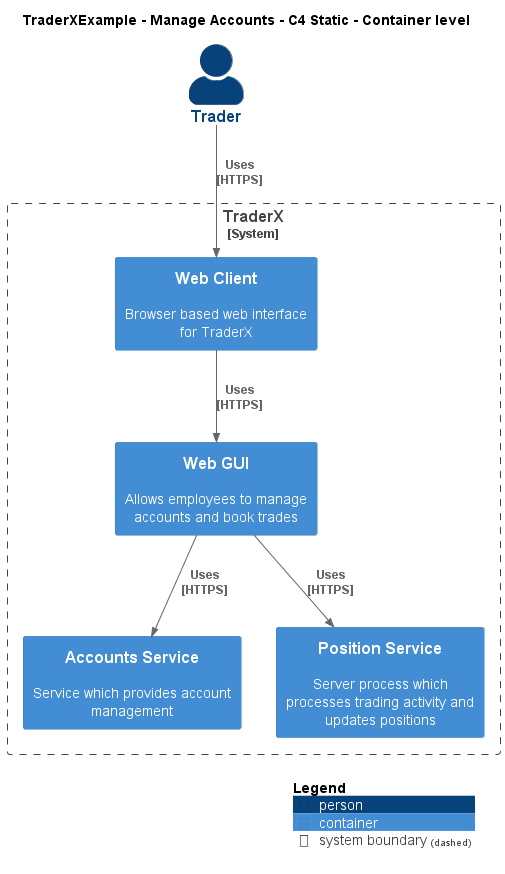 TraderXExample - Manage Accounts - C4 Static - Container level
Trader
Uses
[HTTPS]
TraderX
[System]
Web Client
Browser based web interface
for TraderX
Uses
[HTTPS]
Web GUI
Allows employees to manage
accounts and book trades
Uses
[HTTPS]
Uses
[HTTPS]
Accounts Service
Service which provides account
management
Position Service
Server process which
processes trading activity and
updates positions
Legend
person
container
system boundary (dashed)